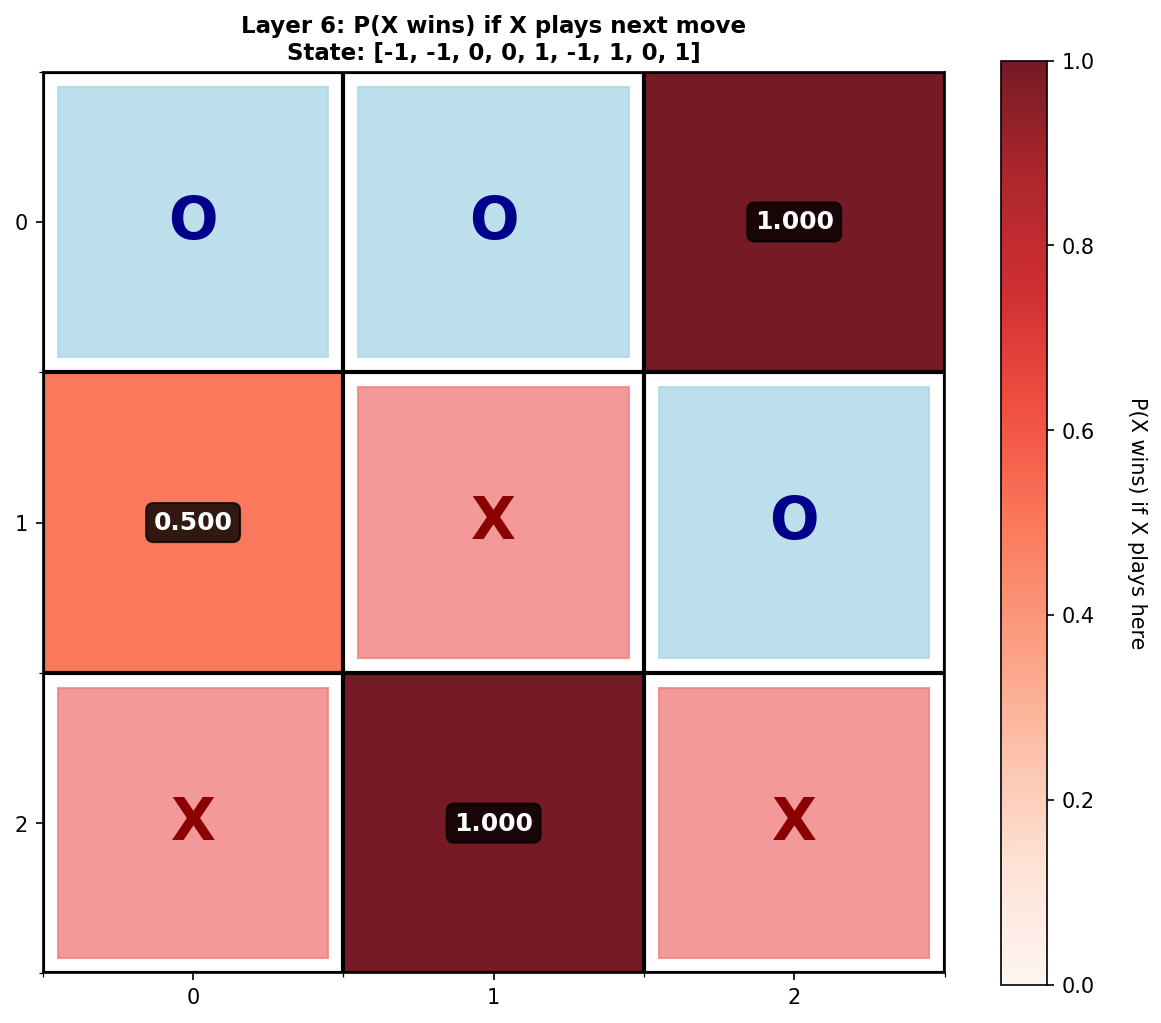 Layer 6: P(X wins) if X plays next move
State: [-1, -1, 0, 0, 1, -1, 1, 0, 1]
0
O
O
1.000
1
0.500
X
O
2
X
1.000
X
0
1
2
1.0
0.8
0.6
0.4
0.2
0.0
P(X wins) if X plays here